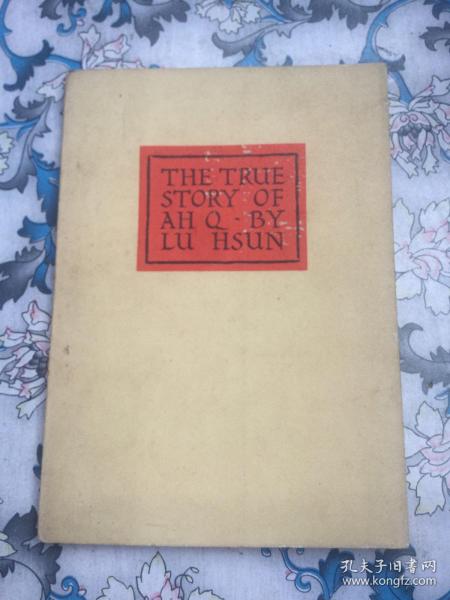 THE TRUE
STORY OF
AH Q · BY
LU HSUN
孔夫子旧书网
www.kongfz.com